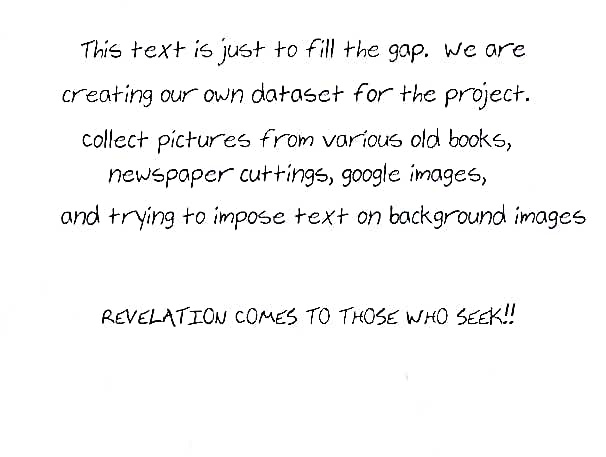 This text is just to fill the gap. We are
creating our own dataset for the project.
collect pictures from various old books,
newspaper cuttings, google images,
and trying to impose text on background images
REVELATION COMES TO THOSE WHO SEEK!!